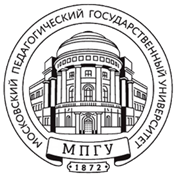 МОСКОВСКИЙ ПЕДАГОГИЧЕСКИЙ ГОСУДАРСТВЕННЫЙ УНИВЕРСИТЕТ
МПГУ
1872